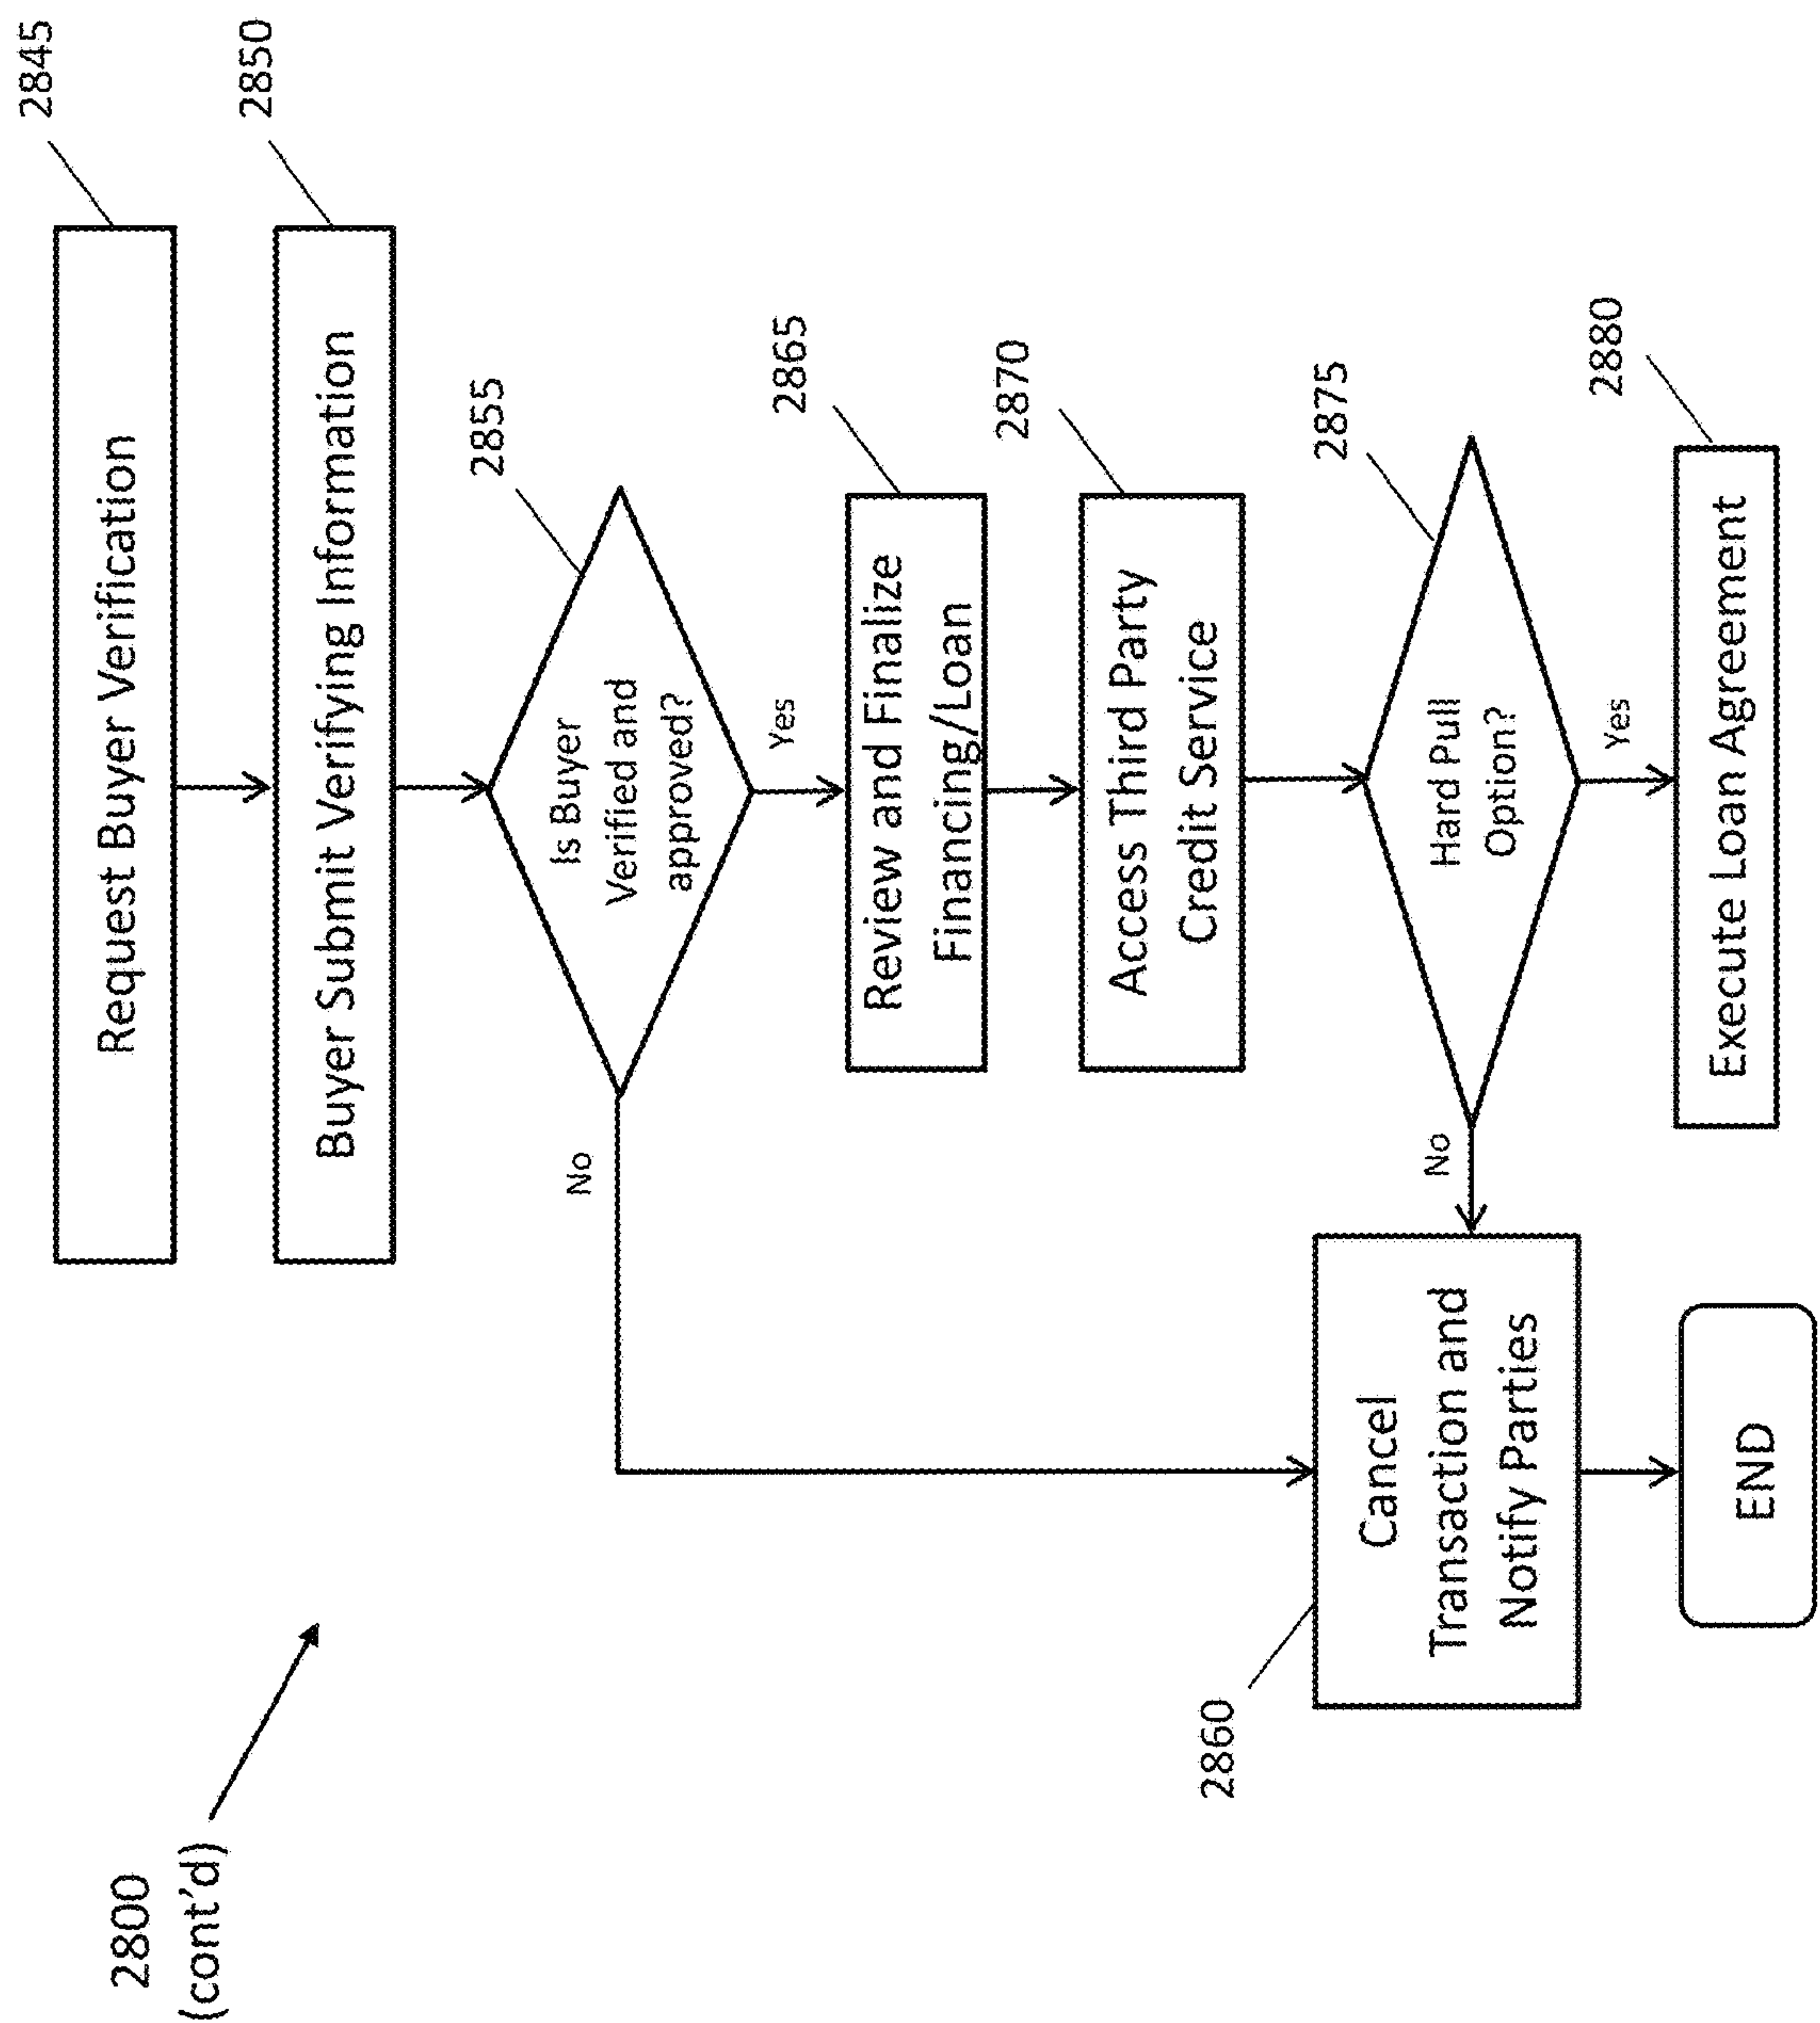 2800
(cont'd)
Request Buyer Verification
2845
Buyer Submit Verifying Information
2850
Is Buyer
Verified and
approved?
2855
No
Yes
Review and Finalize
Financing/Loan
2865
Access Third Party
Credit Service
2870
Hard Pull
Option?
2875
No
Yes
Cancel
Transaction and
Notify Parties
2860
Execute Loan Agreement
2880
END